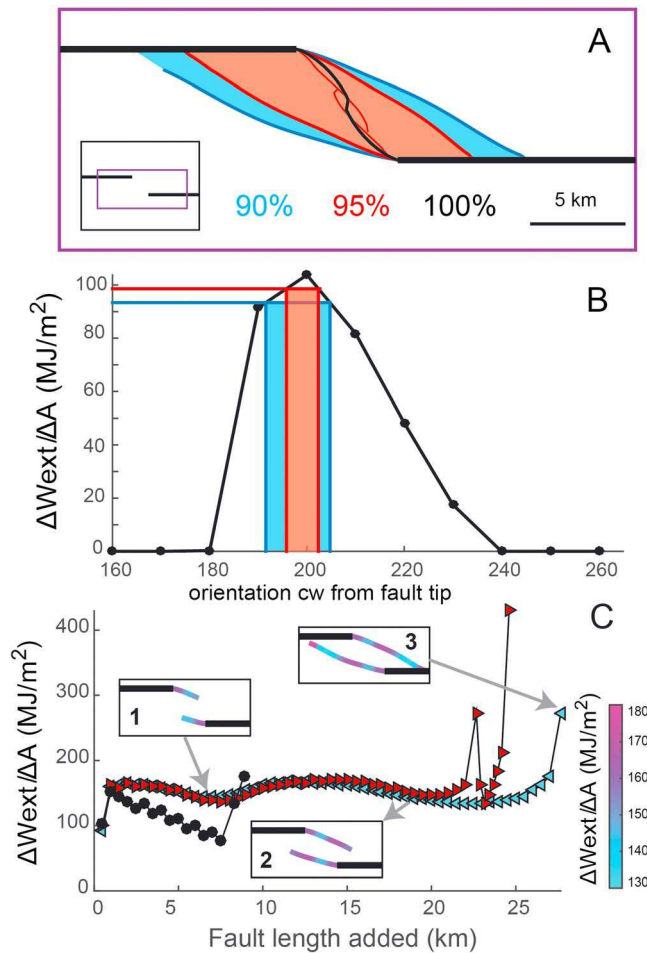 A
90% 95% 100%
5 km
B
ΔWext/ΔA (MJ/m²)
100
80
60
40
20
0
160 180 200 220 240 260
orientation cw from fault tip
C
ΔWext/ΔA (MJ/m²)
400
300
200
100
0
0 5 10 15 20 25
Fault length added (km)
1
2
3
ΔWext/ΔA (MJ/m²)
180
170
160
150
140
130